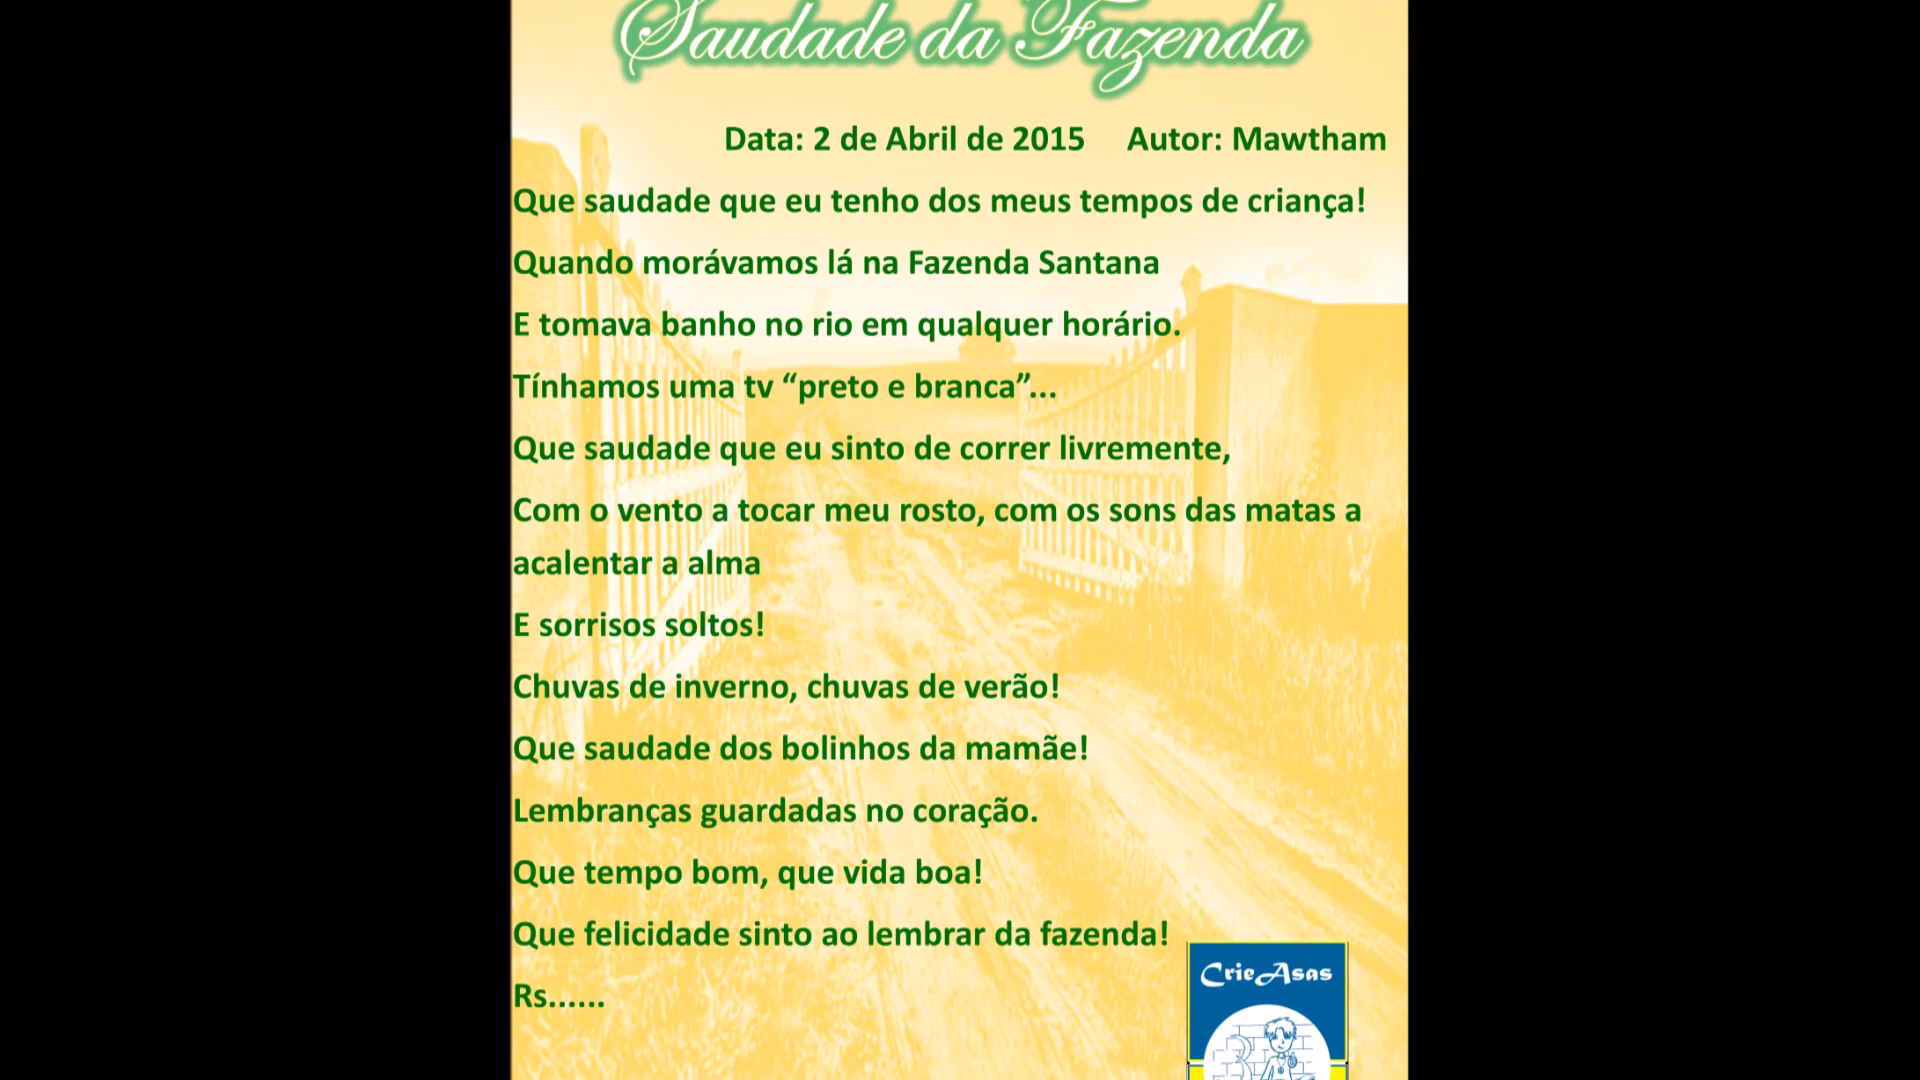 Saudade da Fazenda
Data: 2 de Abril de 2015 Autor: Mawtham
Que saudade que eu tenho dos meus tempos de criança!
Quando morávamos lá na Fazenda Santana
E tomava banho no rio em qualquer horário.
Tínhamos uma tv “preto e branca”...
Que saudade que eu sinto de correr livremente,
Com o vento a tocar meu rosto, com os sons das matas a
acalentar a alma
E sorrisos soltos!
Chuvas de inverno, chuvas de verão!
Que saudade dos bolinhos da mamãe!
Lembranças guardadas no coração.
Que tempo bom, que vida boa!
Que felicidade sinto ao lembrar da fazenda!
Rs......
CrieAsas